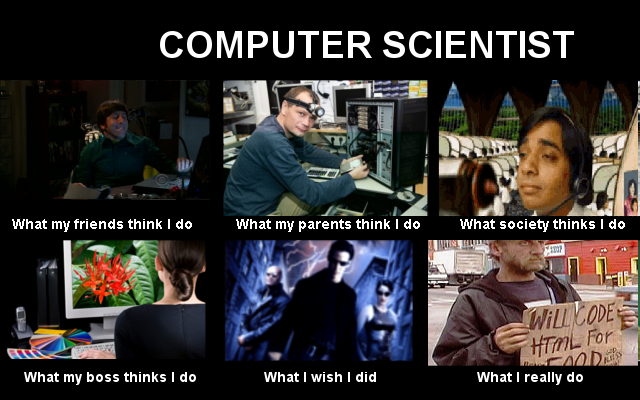 COMPUTER SCIENTIST
What my friends think I do
What my parents think I do
What society thinks I do
What my boss thinks I do
What I wish I did
What I really do
WiLL CODE
HTML For
FOOD